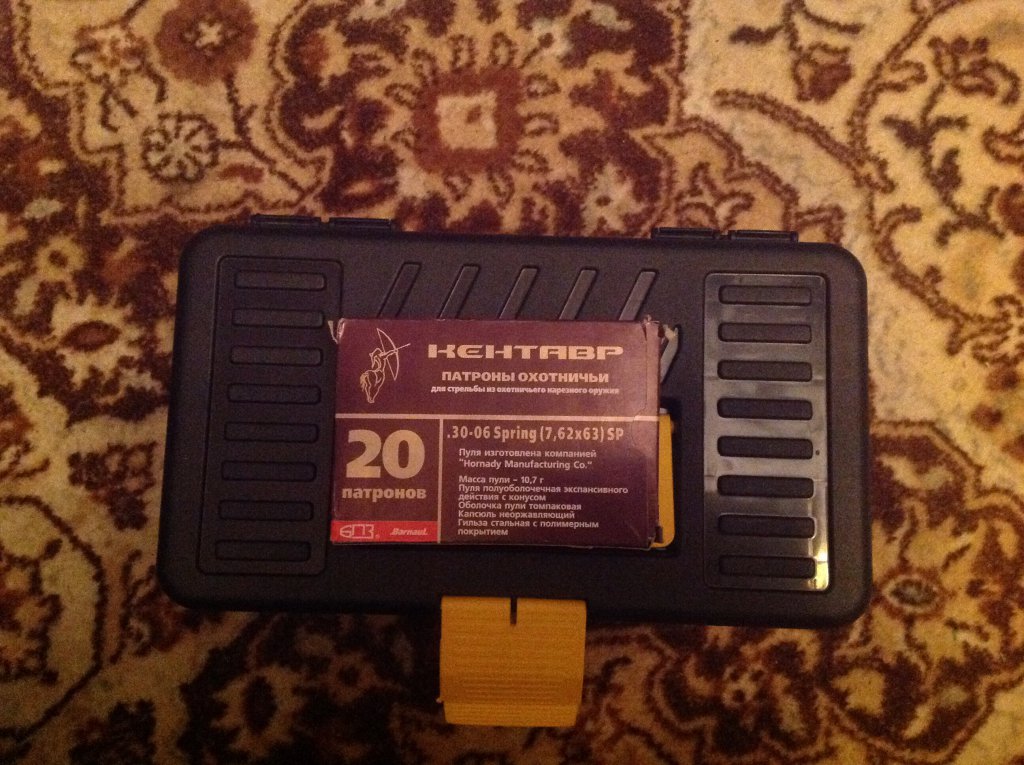 КЕНТАВР
ПАТРОНЫ ОХОТНИЧЬИ
для стрельбы из охотничьего нарезного оружия
20
патронов
.30-06 Spring (7,62x63) SP
Пуля изготовлена компанией
"Hornady Manufacturing Co."
Масса пули – 10,7 г
Пуля полуоболочечная экспансивного
действия с конусом
Оболочка пули томпаковая
Капсюль неоржавляющий
Гильза стальная с полимерным
покрытием
БПЗ®
Barnaul